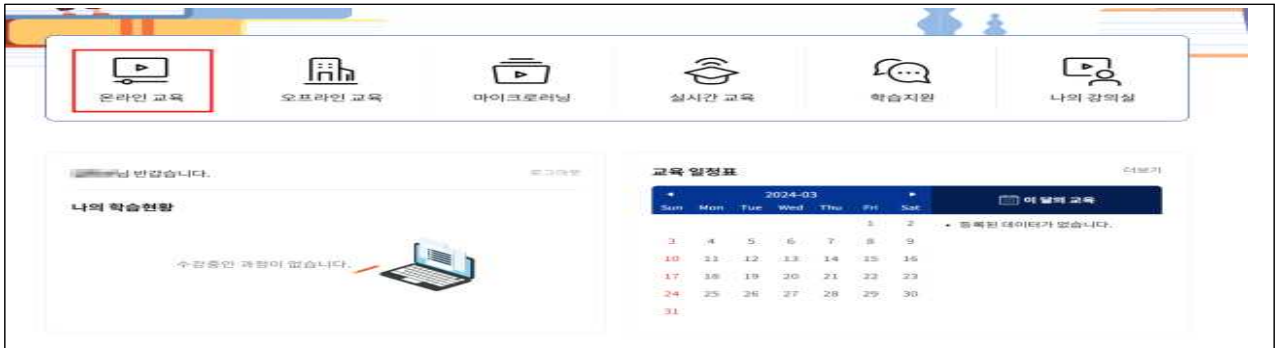 온라인 교육
오프라인 교육
마이크로러닝
실시간 교육
학습지원
나의 강의실
님 반갑습니다.
로그아웃
나의 학습현황
수강중인 과정이 없습니다.
교육 일정표
더보기
2024-03
Sun Mon Tue Wed Thu Fri Sat
1 2
3 4 5 6 7 8 9
10 11 12 13 14 15 16
17 18 19 20 21 22 23
24 25 26 27 28 29 30
31
이 달의 교육
• 등록된 데이터가 없습니다.